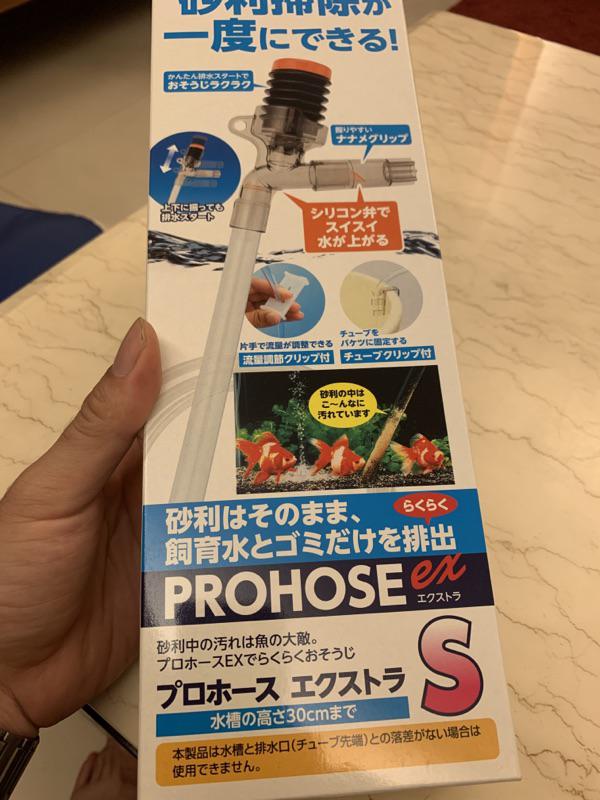 砂利掃除が
一度にできる!
かんたん排水スタートで
おそうじラクラク
握りやすい
ナナメグリップ
上下に振っても
排水スタート
シリコン弁で
スイスイ
水が上がる
片手で流量が調整できる
流量調節クリップ付
チューブを
バケツに固定する
チューブクリップ付
砂利の中は
こ〜んなに
汚れています
らくらく
砂利はそのまま、
飼育水とゴミだけを排出
PROHOSE ex
エクストラ
砂利中の汚れは魚の大敵。
プロホースEXでらくらくおそうじ
プロホース エクストラ
S
水槽の高さ30cmまで
本製品は水槽と排水口(チューブ先端)との落差がない場合は
使用できません。